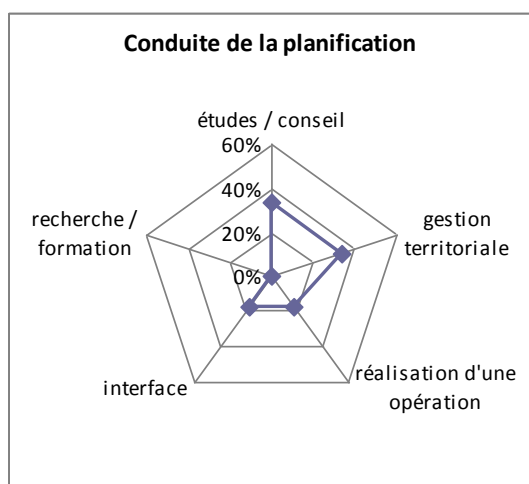 Conduite de la planification
études / conseil
60%
40%
20%
0%
gestion
territoriale
réalisation d'une
opération
interface
recherche /
formation